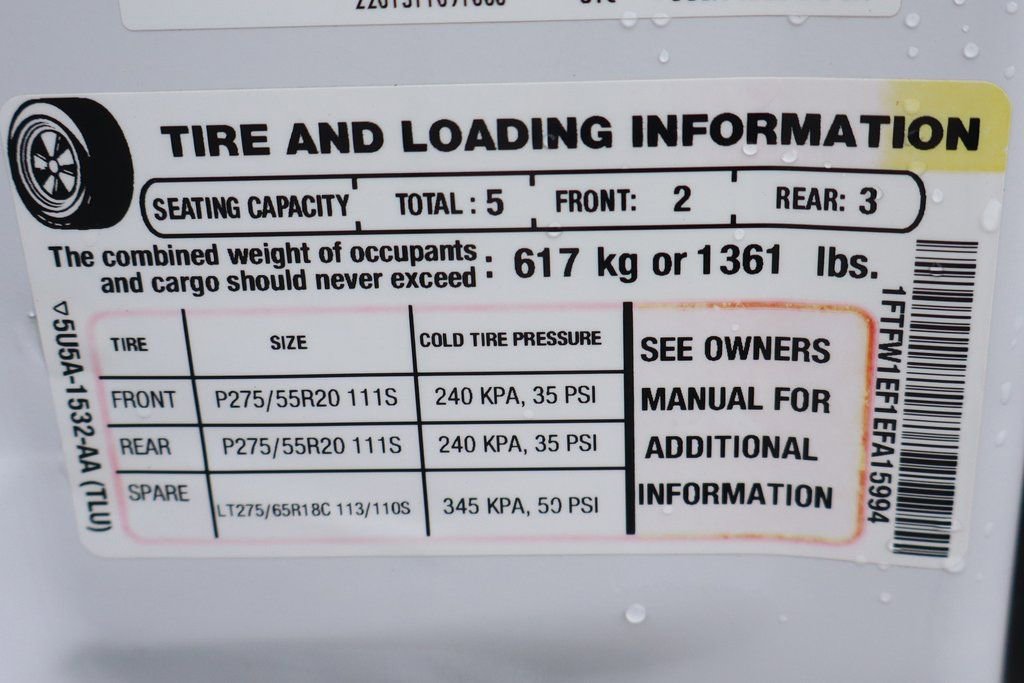 TIRE AND LOADING INFORMATION
SEATING CAPACITY TOTAL : 5 FRONT: 2 REAR: 3
The combined weight of occupants
and cargo should never exceed : 617 kg or 1361 lbs.
TIRE SIZE COLD TIRE PRESSURE
FRONT P275/55R20 111S 240 KPA, 35 PSI
REAR P275/55R20 111S 240 KPA, 35 PSI
SPARE LT275/65R18C 113/110S 345 KPA, 50 PSI
SEE OWNERS
MANUAL FOR
ADDITIONAL
INFORMATION
5U5A-1532-AA (TLU)
1FTFW1EF1EFA15994